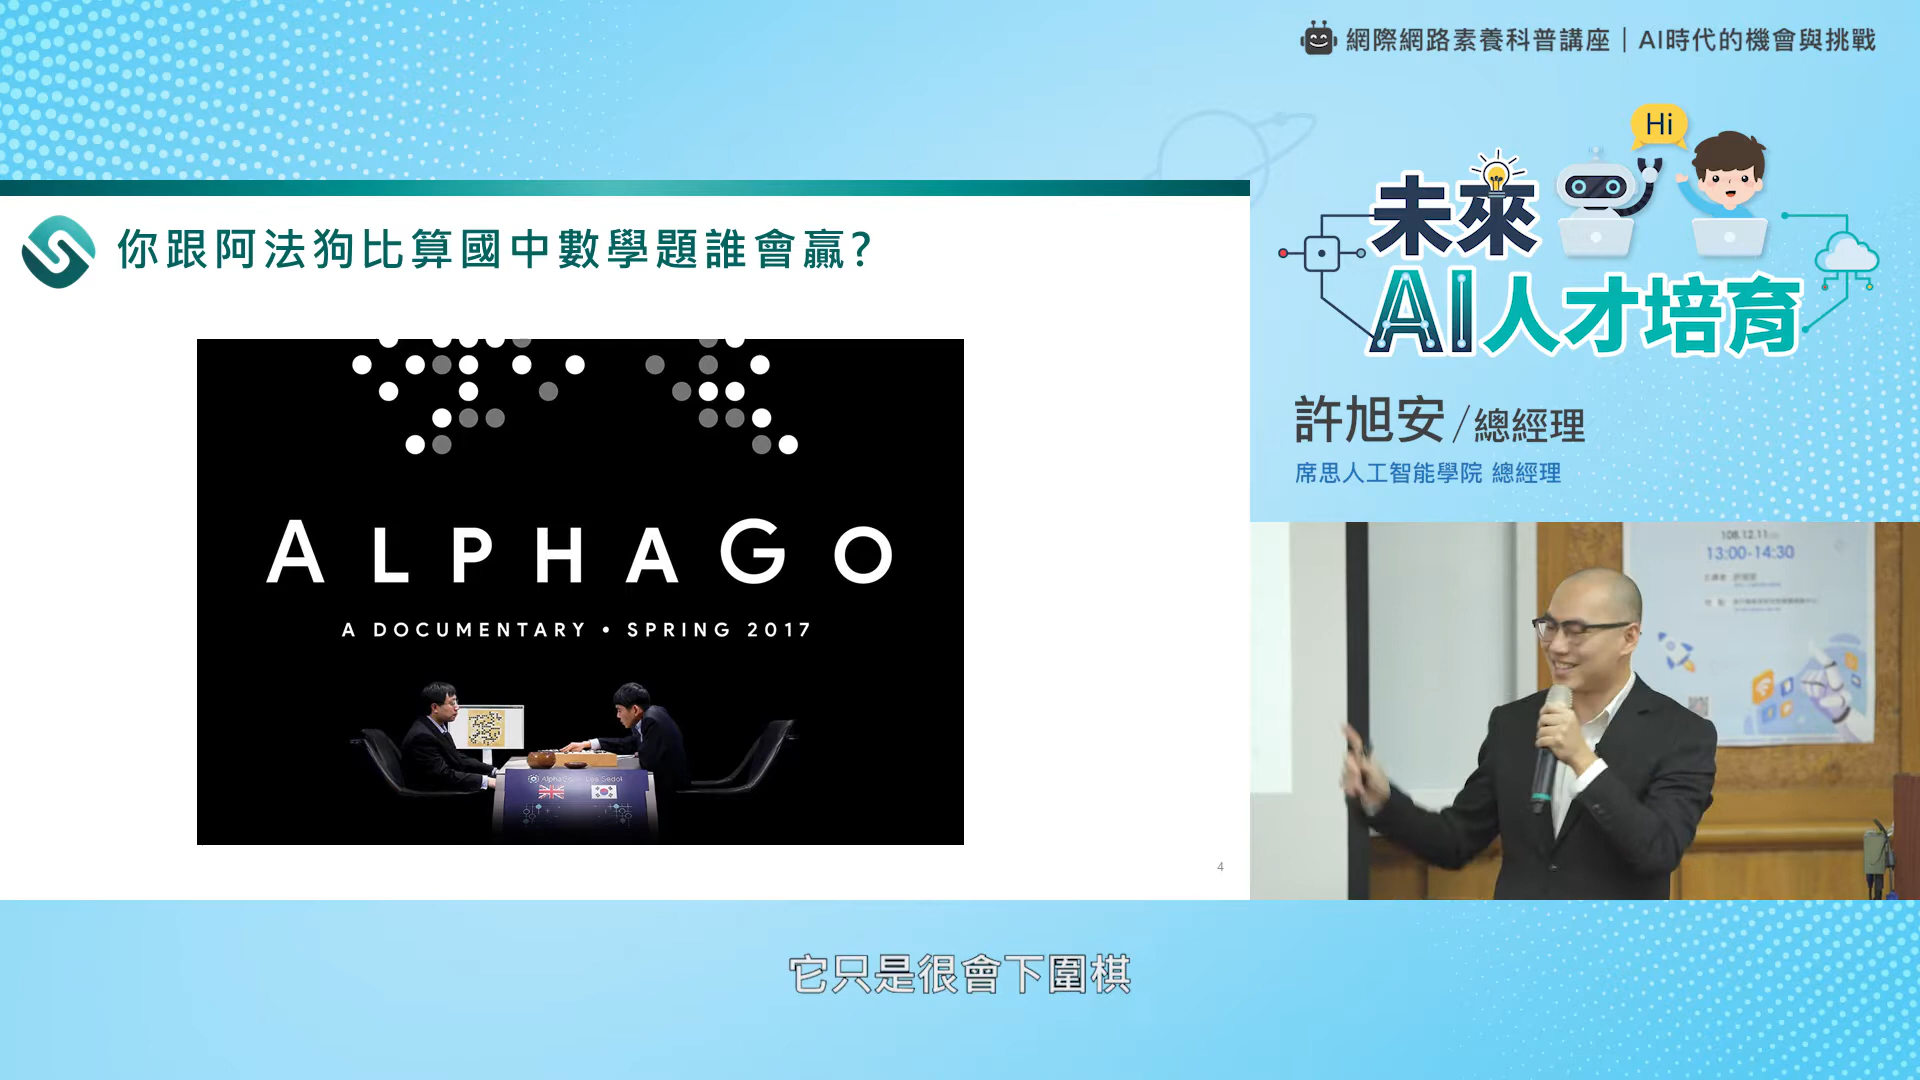 網際網路素養科普講座｜AI時代的機會與挑戰
Hi
未來
AI人才培育
許旭安/總經理
席思人工智能學院 總經理
你跟阿法狗比算國中數學題誰會贏?
ALPHAGO
A DOCUMENTARY • SPRING 2017
4
108.12.11
13:00-14:30
它只是很會下圍棋